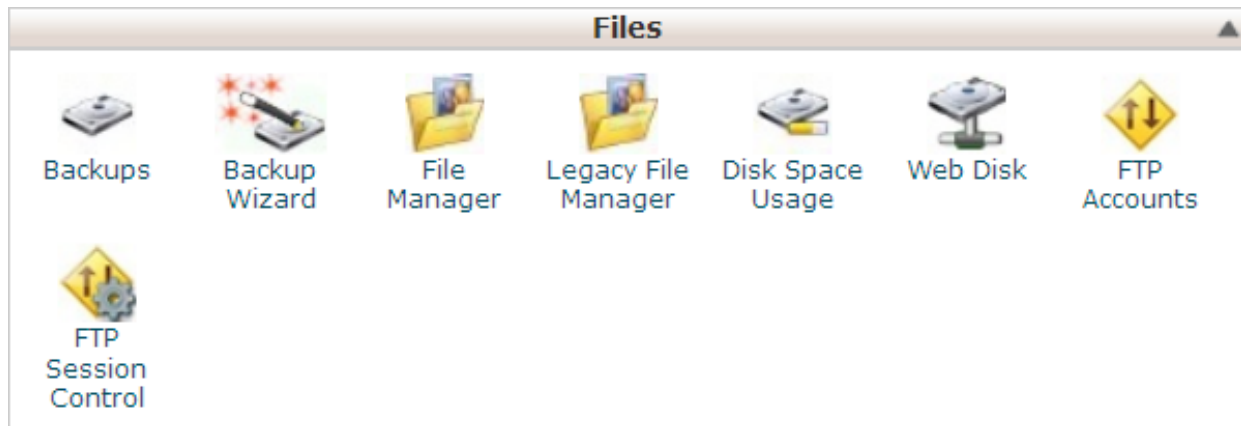 Files
Backups
Backup
Wizard
File
Manager
Legacy File
Manager
Disk Space
Usage
Web Disk
FTP
Accounts
FTP
Session
Control